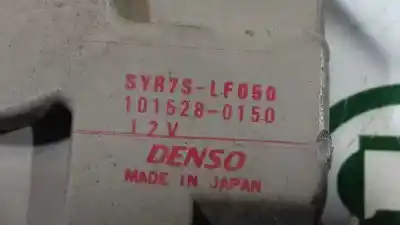 SYR7S-LF050
101628-0150
12V
DENSO
MADE IN JAPAN